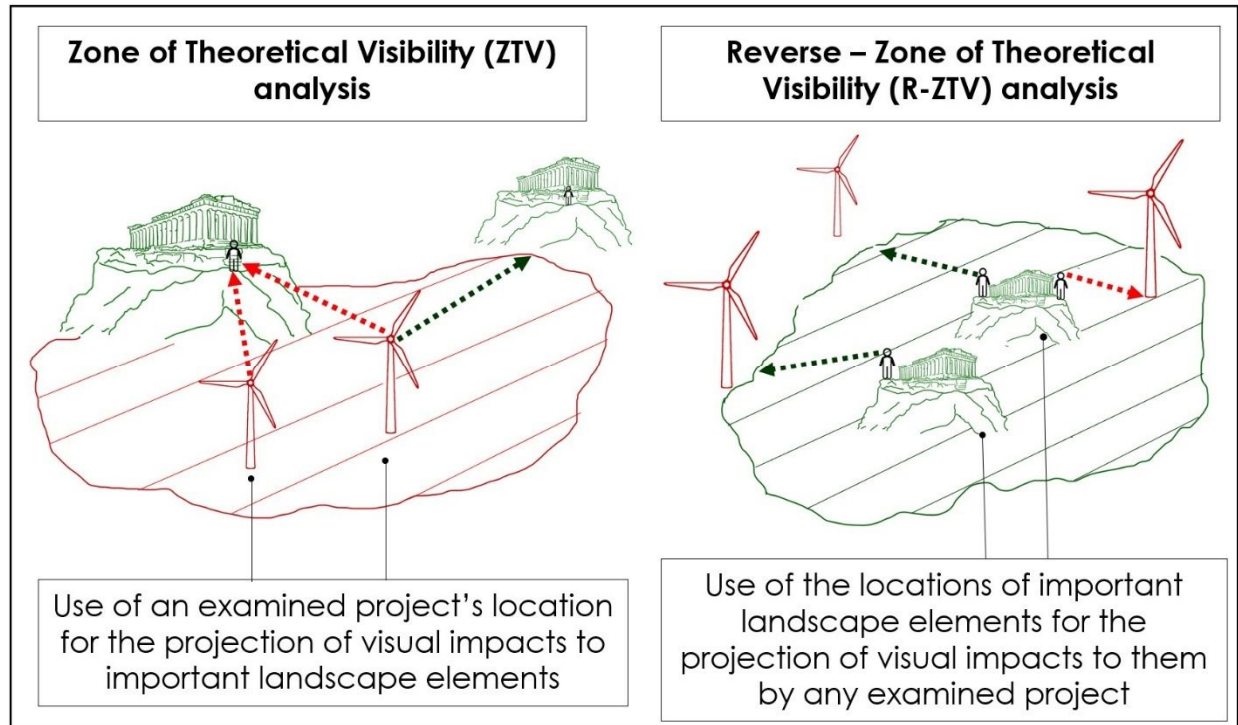 Zone of Theoretical Visibility (ZTV)
analysis
Reverse – Zone of Theoretical
Visibility (R-ZTV) analysis
Use of an examined project’s location
for the projection of visual impacts to
important landscape elements
Use of the locations of important
landscape elements for the
projection of visual impacts to them
by any examined project